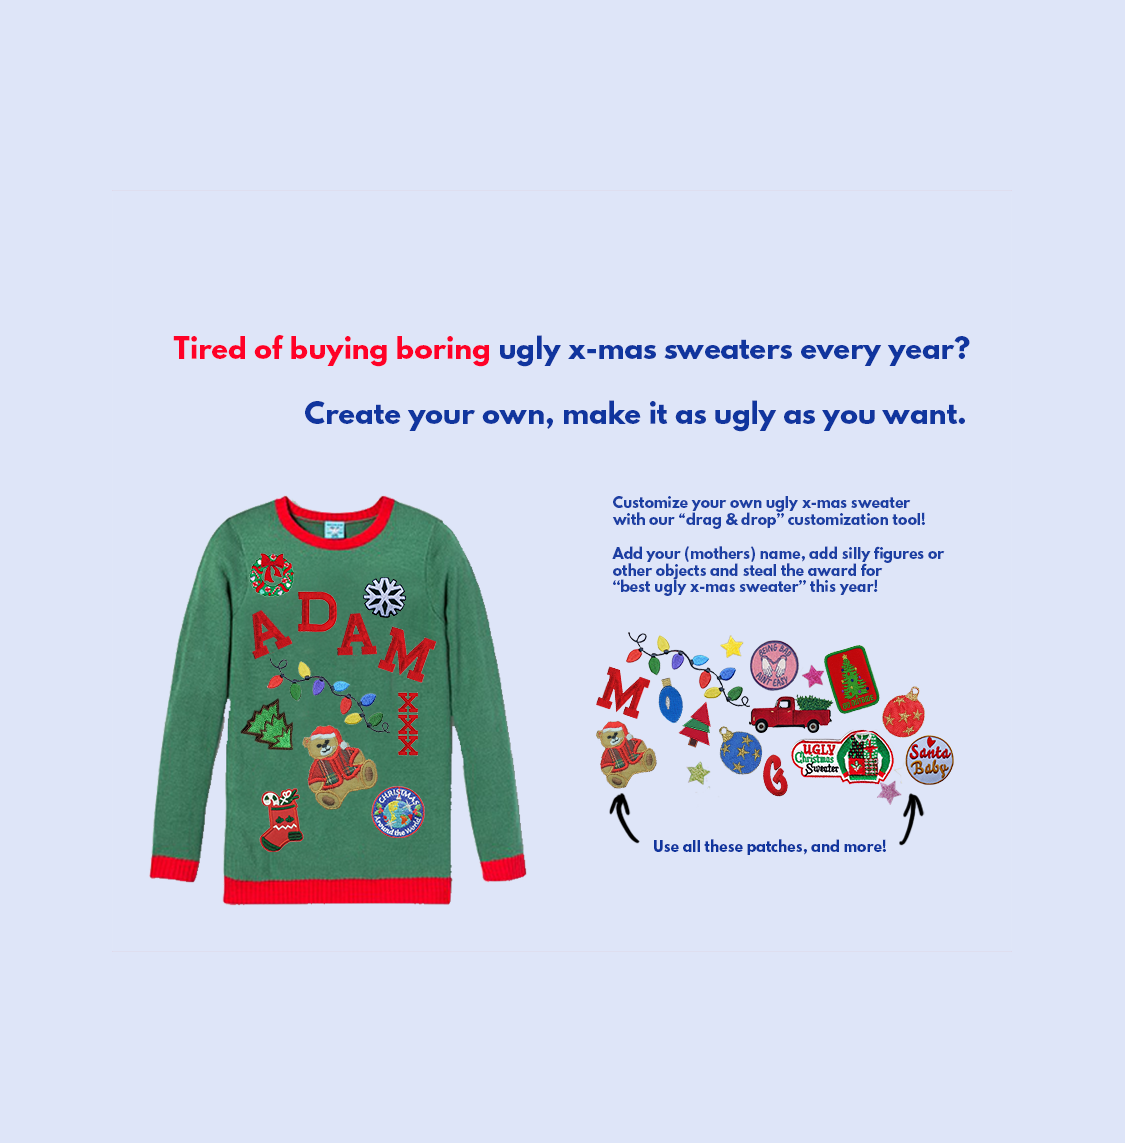 Tired of buying boring ugly x-mas sweaters every year?
Create your own, make it as ugly as you want.
Customize your own ugly x-mas sweater
with our “drag & drop” customization tool!
Add your (mothers) name, add silly figures or
other objects and steal the award for
“best ugly x-mas sweater” this year!
ADAM
X
X
X
CHRISTMAS
Around the World
M
BEING BAD
AINT EASY
UGLY
Christmas
Sweater
G
Santa
Baby
Use all these patches, and more!